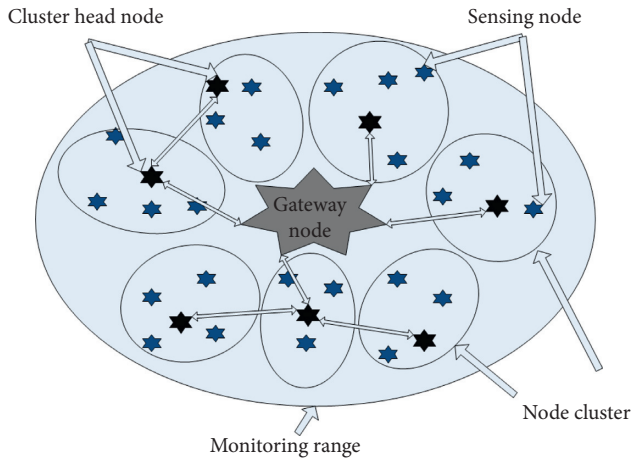 Cluster head node
Sensing node
Gateway
node
Node cluster
Monitoring range